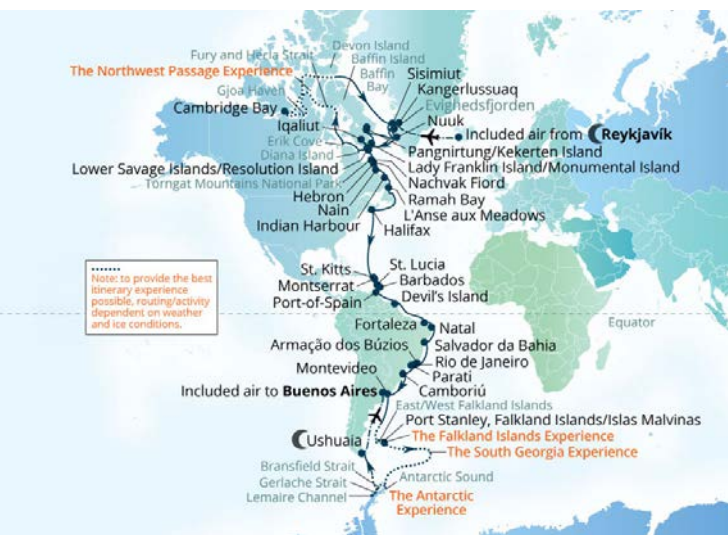 Fury and Hecla Strait
Devon Island
Baffin Island
Baffin
Bay
The Northwest Passage Experience
Gjoa Haven
Cambridge Bay
Sisimiut
Kangerlussuaq
Evighedsfjorden
Nuuk
Included air from Reykjavík
Iqaliut
Erik Cove
Diana Island
Pangnirtung/Kekerten Island
Lower Savage Islands/Resolution Island
Lady Franklin Island/Monumental Island
Torngat Mountains National Park
Nachvak Fiord
Hebron
Ramah Bay
Nain
L'Anse aux Meadows
Indian Harbour
Halifax
Note: to provide the best
itinerary experience
possible, routing/activity
dependent on weather
and ice conditions.
St. Kitts
St. Lucia
Montserrat
Barbados
Port-of-Spain
Devil's Island
Equator
Fortaleza
Natal
Armação dos Búzios
Salvador da Bahia
Rio de Janeiro
Montevideo
Parati
Camboriú
Included air to Buenos Aires
East/West Falkland Islands
Port Stanley, Falkland Islands/Islas Malvinas
The Falkland Islands Experience
Ushuaia
The South Georgia Experience
Bransfield Strait
Antarctic Sound
Gerlache Strait
Lemaire Channel
The Antarctic
Experience